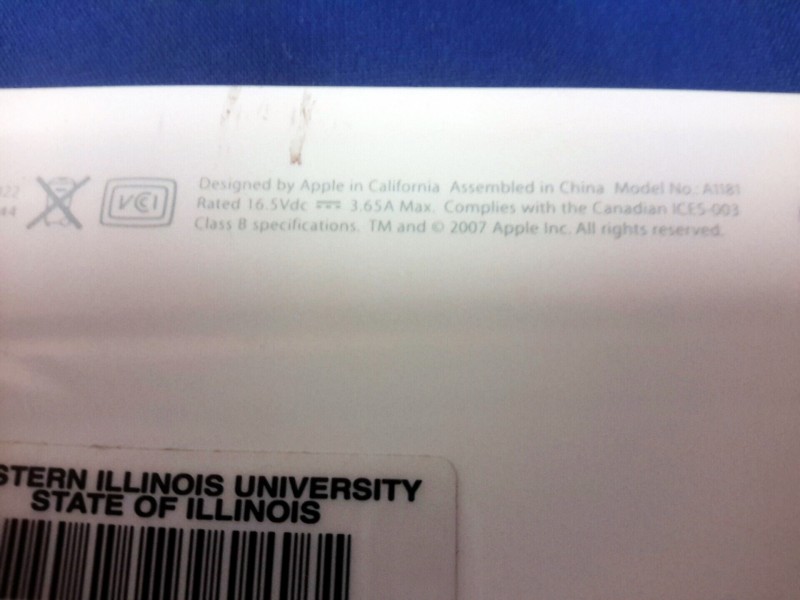 VCI
Designed by Apple in California Assembled in China Model No.: A1181
Rated 16.5Vdc ⎓ 3.65A Max. Complies with the Canadian ICES-003
Class B specifications. TM and © 2007 Apple Inc. All rights reserved.
STERN ILLINOIS UNIVERSITY
STATE OF ILLINOIS